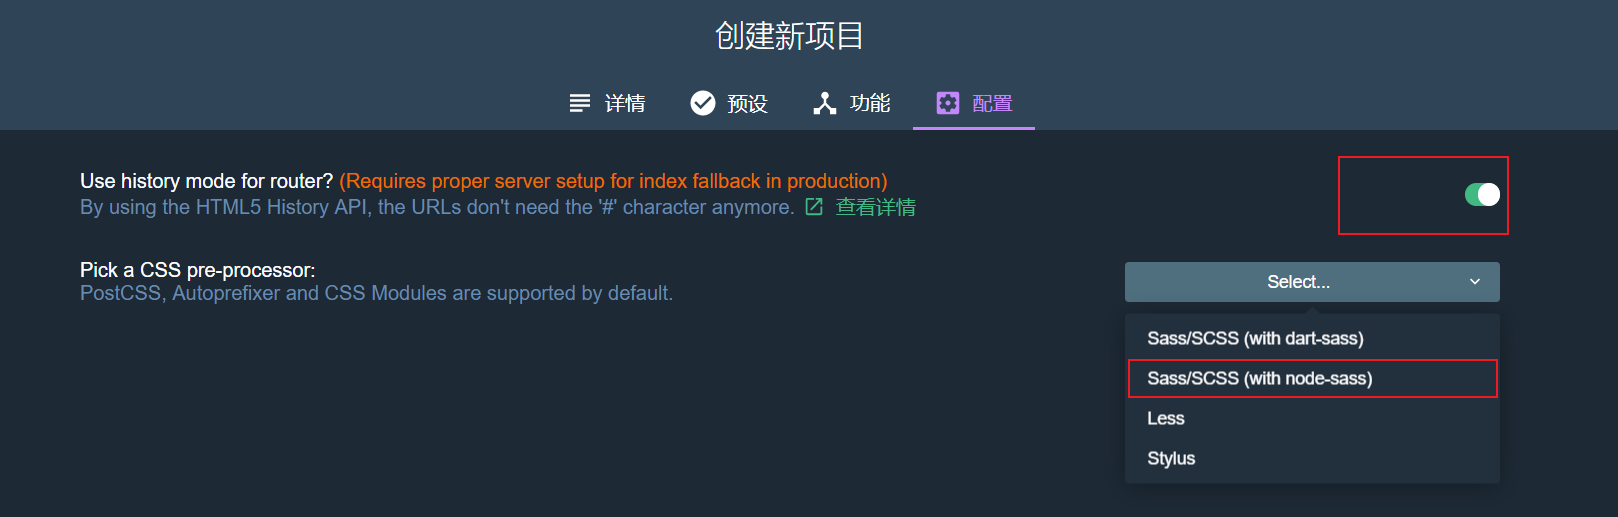 创建新项目
详情 预设 功能 配置
Use history mode for router? (Requires proper server setup for index fallback in production)
By using the HTML5 History API, the URLs don't need the '#' character anymore. 查看详情
Pick a CSS pre-processor:
PostCSS, Autoprefixer and CSS Modules are supported by default.
Select...
Sass/SCSS (with dart-sass)
Sass/SCSS (with node-sass)
Less
Stylus